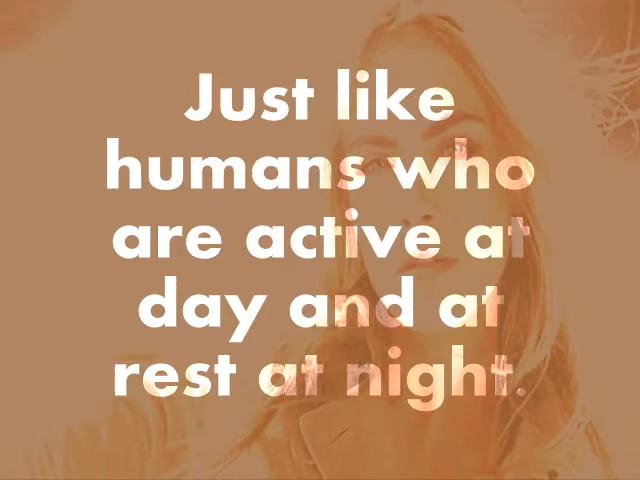 Just like
humans who
are active at
day and at
rest at night.